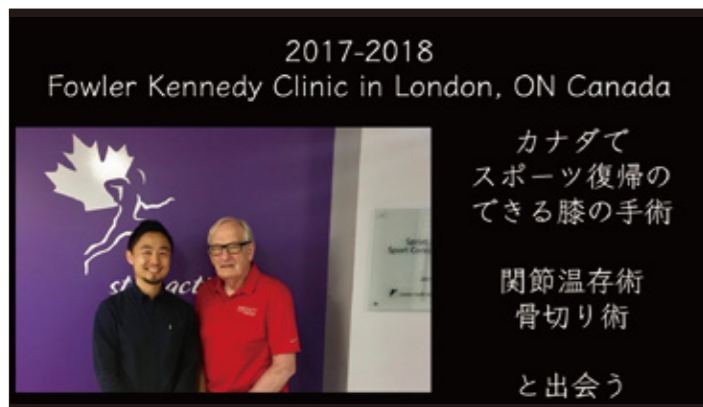 2017-2018
Fowler Kennedy Clinic in London, ON Canada
カナダで
スポーツ復帰の
できる膝の手術
関節温存術
骨切り術
と出会う